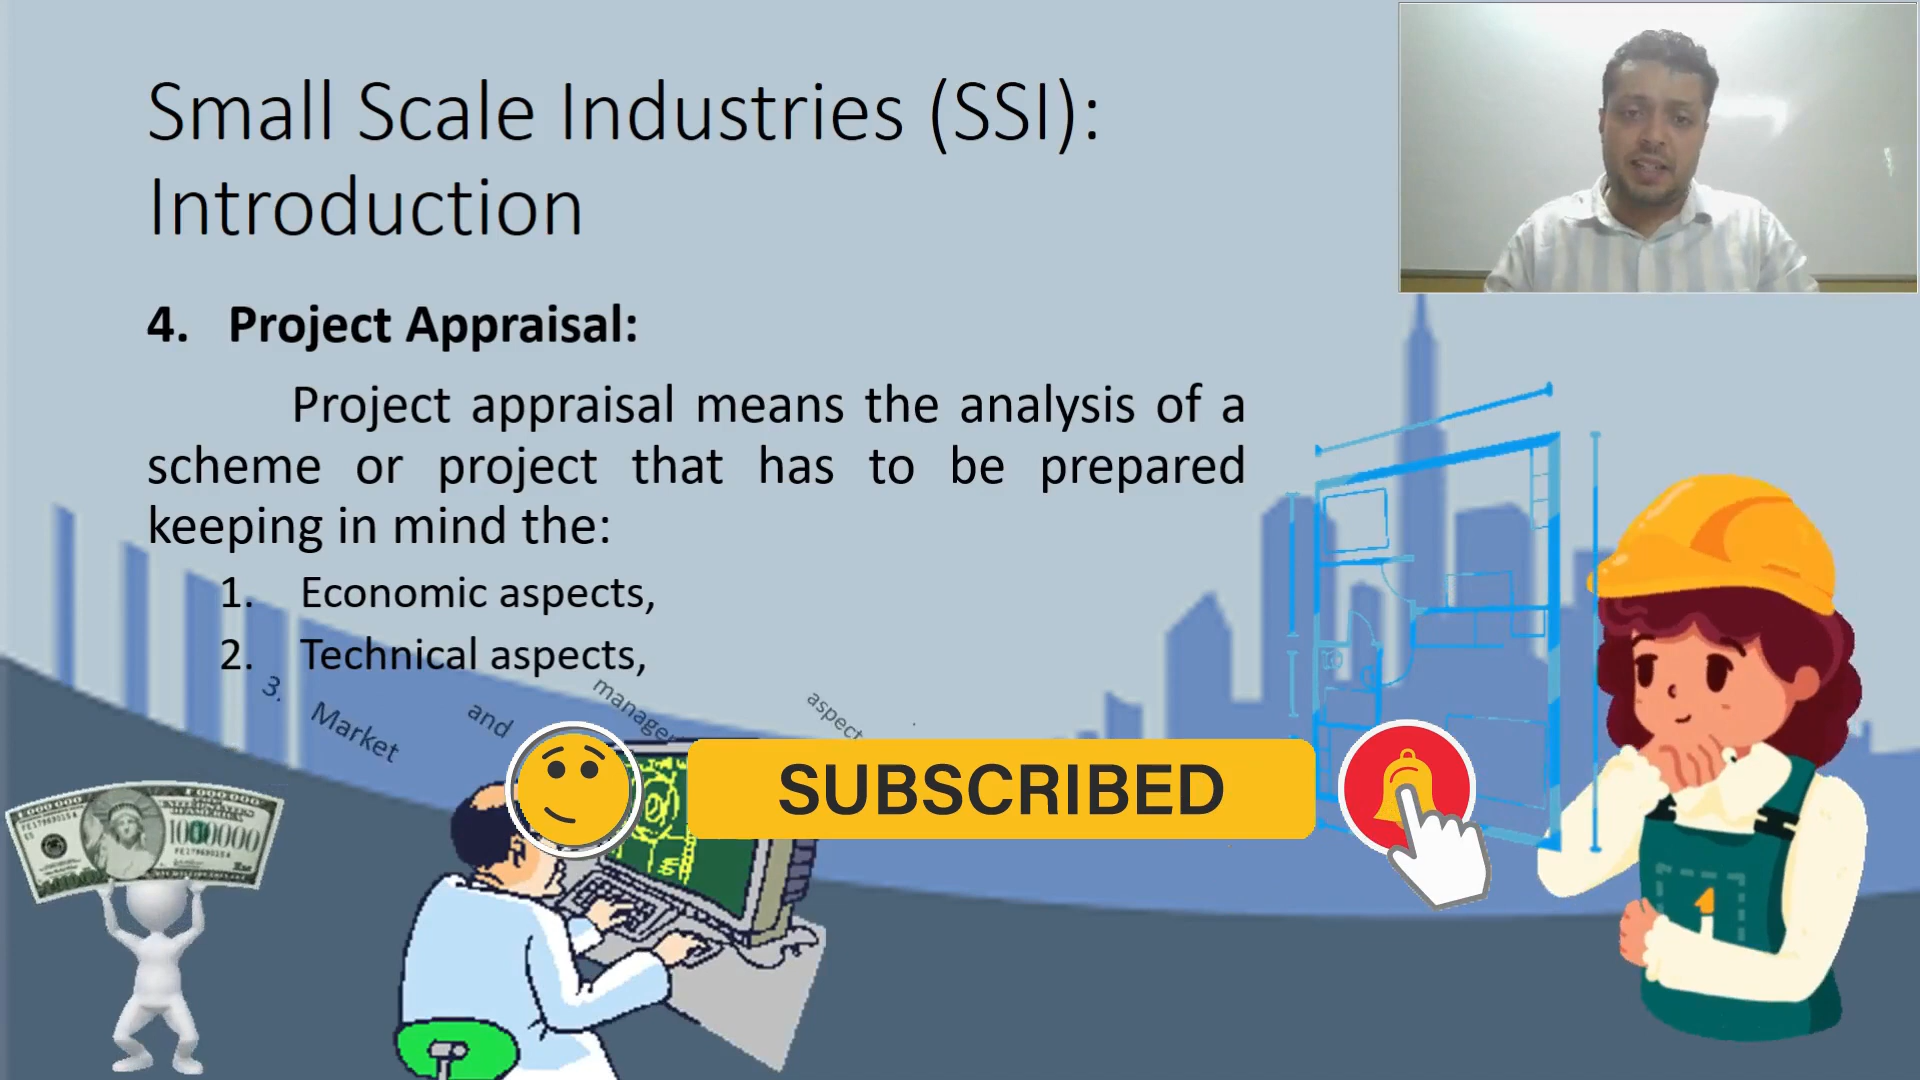 Small Scale Industries (SSI):
Introduction
4. Project Appraisal:
Project appraisal means the analysis of a
scheme or project that has to be prepared
keeping in mind the:
1. Economic aspects,
2. Technical aspects,
3. Market and aspect
SUBSCRIBED